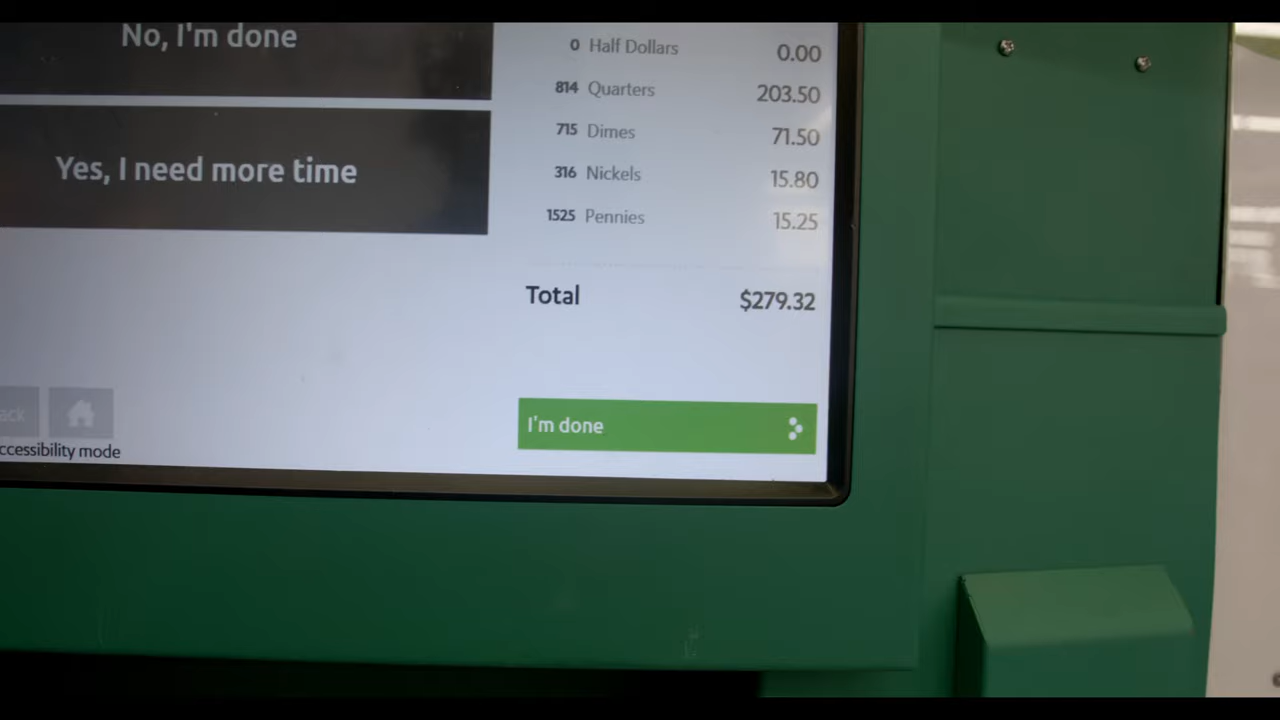 No, I'm done
Yes, I need more time
0 Half Dollars 0.00
814 Quarters 203.50
715 Dimes 71.50
316 Nickels 15.80
1525 Pennies 15.25
Total $279.32
I'm done
ack
ccessibility mode